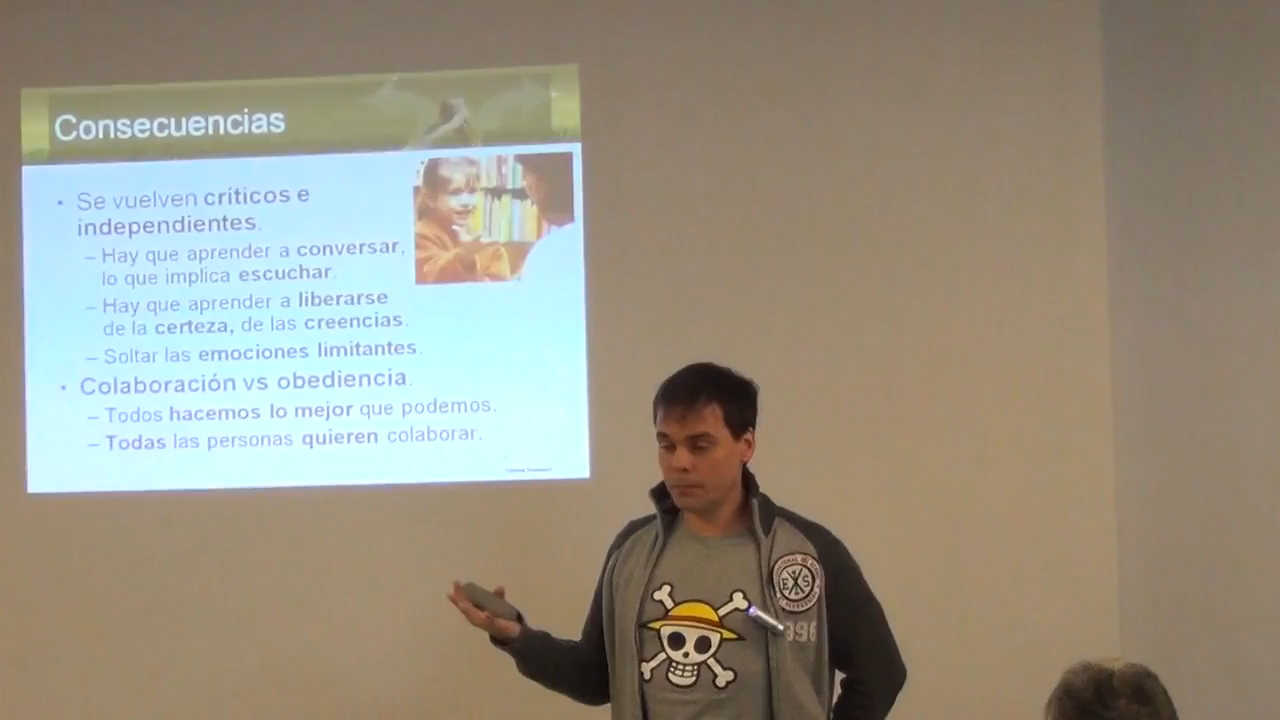 Consecuencias
• Se vuelven críticos e
independientes.
– Hay que aprender a conversar,
lo que implica escuchar.
– Hay que aprender a liberarse
de la certeza, de las creencias.
– Soltar las emociones limitantes.
• Colaboración vs obediencia.
– Todos hacemos lo mejor que podemos.
– Todas las personas quieren colaborar.
E S
896